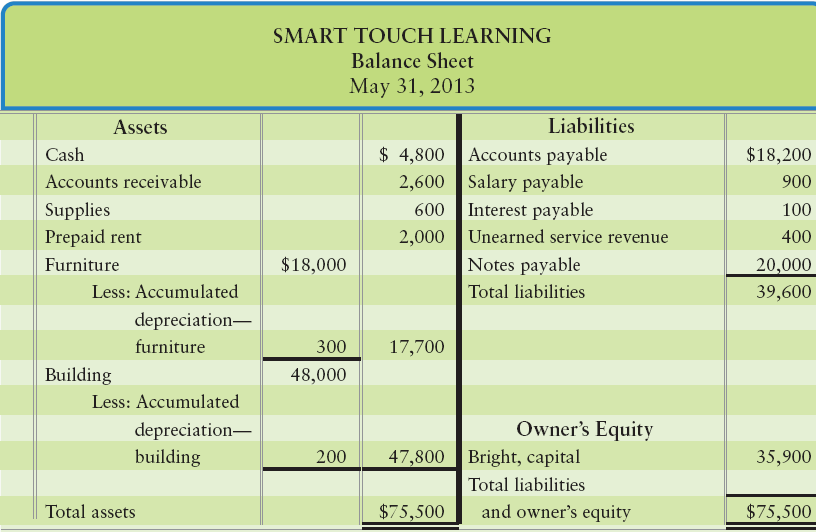 SMART TOUCH LEARNING
Balance Sheet
May 31, 2013
Assets
Cash $ 4,800
Accounts receivable 2,600
Supplies 600
Prepaid rent 2,000
Furniture $18,000
Less: Accumulated
depreciation—
furniture 300 17,700
Building 48,000
Less: Accumulated
depreciation—
building 200 47,800
Total assets $75,500
Liabilities
Accounts payable $18,200
Salary payable 900
Interest payable 100
Unearned service revenue 400
Notes payable 20,000
Total liabilities 39,600
Owner's Equity
Bright, capital 35,900
Total liabilities
and owner's equity $75,500